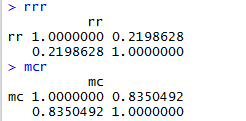 > rrr
rr
rr 1.0000000 0.2198628
0.2198628 1.0000000
> mcr
mc
mc 1.0000000 0.8350492
0.8350492 1.0000000